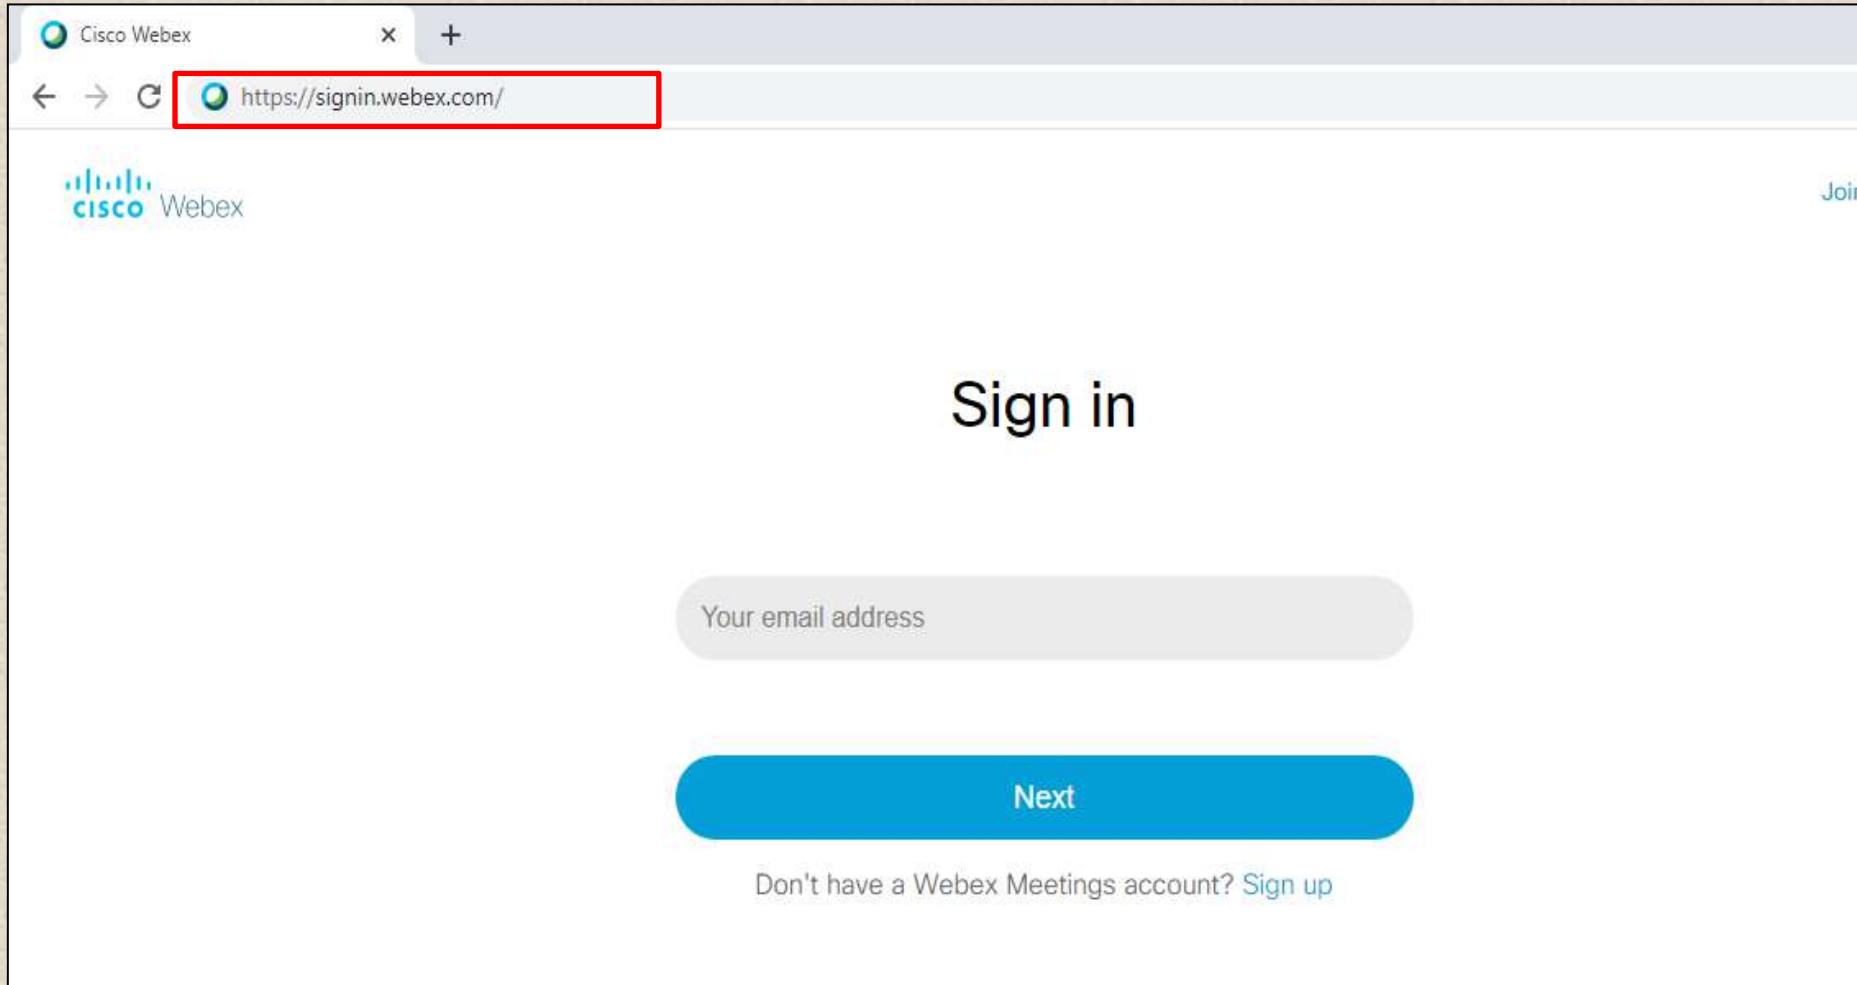 Cisco Webex
https://signin.webex.com/
cisco Webex
Sign in
Your email address
Next
Don't have a Webex Meetings account? Sign up